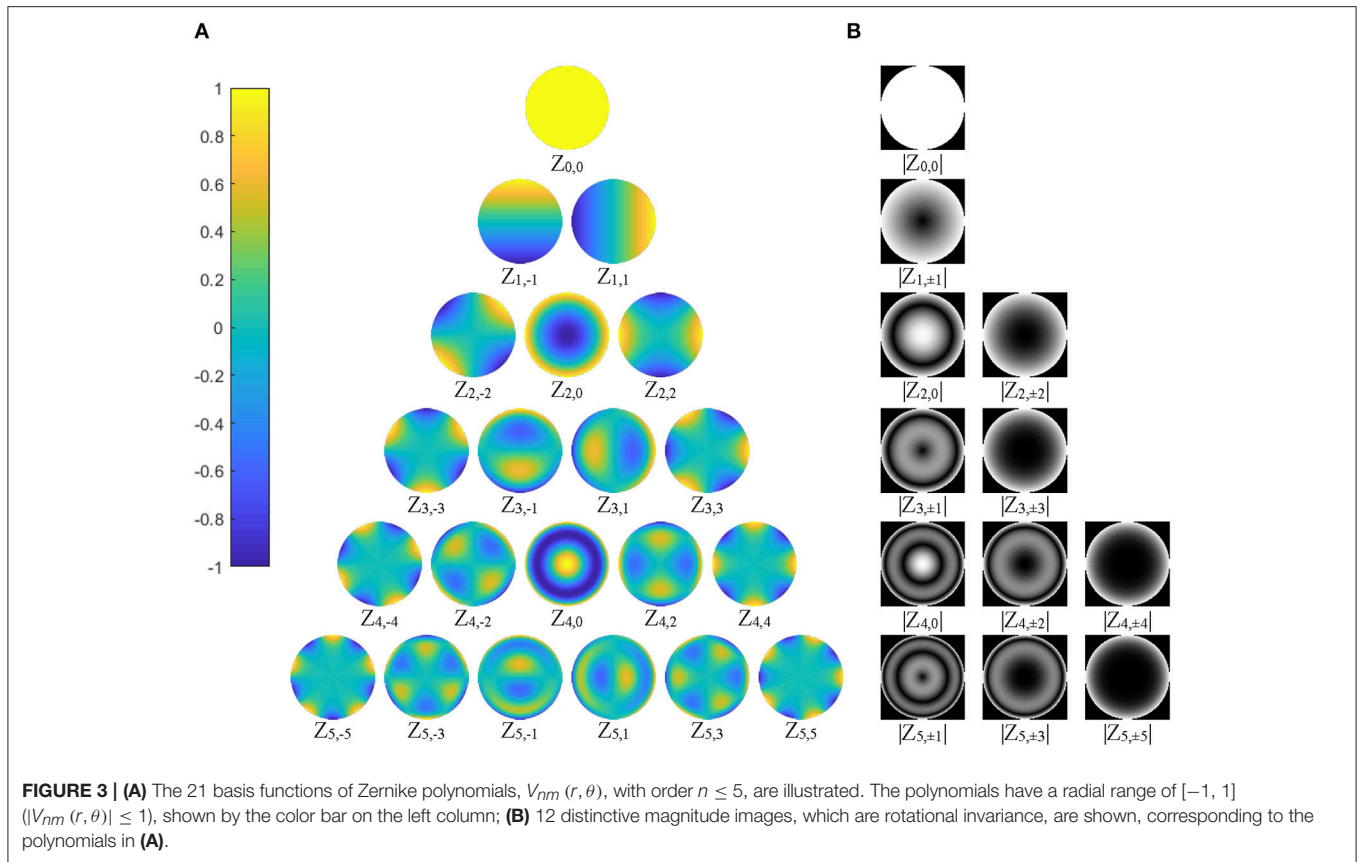 A
B
1
0.8
0.6
0.4
0.2
0
-0.2
-0.4
-0.6
-0.8
-1
Z0,0
|Z0,0|
Z1,-1 Z1,1
|Z1,±1|
Z2,-2 Z2,0 Z2,2
|Z2,0| |Z2,±2|
Z3,-3 Z3,-1 Z3,1 Z3,3
|Z3,±1| |Z3,±3|
Z4,-4 Z4,-2 Z4,0 Z4,2 Z4,4
|Z4,0| |Z4,±2| |Z4,±4|
Z5,-5 Z5,-3 Z5,-1 Z5,1 Z5,3 Z5,5
|Z5,±1| |Z5,±3| |Z5,±5|
FIGURE 3 | (A) The 21 basis functions of Zernike polynomials, Vnm (r, θ), with order n ≤ 5, are illustrated. The polynomials have a radial range of [−1, 1]
(|Vnm (r, θ)| ≤ 1), shown by the color bar on the left column; (B) 12 distinctive magnitude images, which are rotational invariance, are shown, corresponding to the
polynomials in (A).